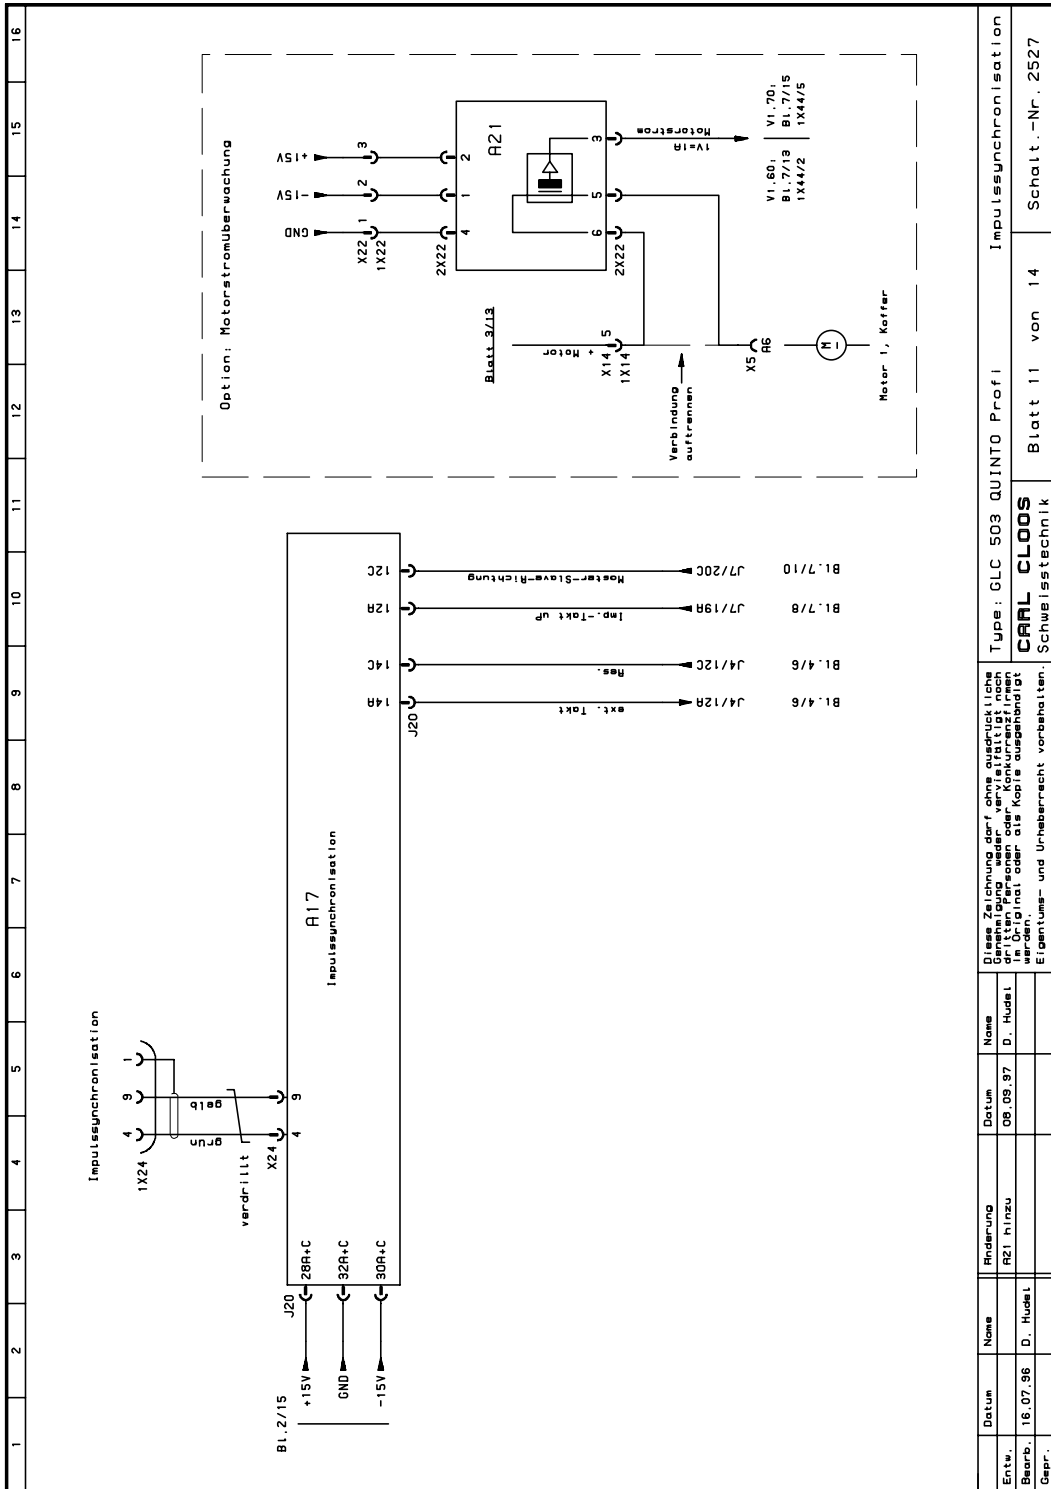 1 2 3 4 5 6 7 8 9 10 11 12 13 14 15 16
Impulssynchronisation
1X24
4 9 1
grün
gelb
verdrillt
X24
4 9
A17
Impulssynchronisation
Bl.2/15
+15V
GND
-15V
J20
28A+C
32A+C
30A+C
14A
14C
12A
12C
J20
ext. Takt
Res.
Imp.-Takt uP
Master-Slave-Richtung
J4/12A
J4/12C
J7/19A
J7/20C
Bl.4/6
Bl.4/6
Bl.7/8
Bl.7/10
Option: Motorstromüberwachung
GND
-15V
+15V
X22 1 2 3
1X22
2X22
4 1 2
A21
6 5 3
2X22
Motorstrom
1V=1A
V1.60:
Bl.7/13
1X44/2
V1.70:
Bl.7/15
1X44/5
Blatt 3/13
+ Motor
X14 5
1X14
Verbindung
auftrennen
X5 A6
M
Motor 1, Koffer
Datum Name Änderung Datum Name
Entw. A21 hinzu 08.09.97 D. Hudel
Bearb. 16.07.96 D. Hudel
Gepr.
Diese Zeichnung darf ohne ausdrückliche
Genehmigung weder vervielfältigt noch
dritten Personen oder Konkurrenzfirmen
im Original oder als Kopie ausgehändigt
werden.
Eigentums- und Urheberrecht vorbehalten.
Type: GLC 503 QUINTO Profi Impulssynchronisation
CARL CLOOS
Schweisstechnik
Blatt 11 von 14
Schalt.-Nr. 2527